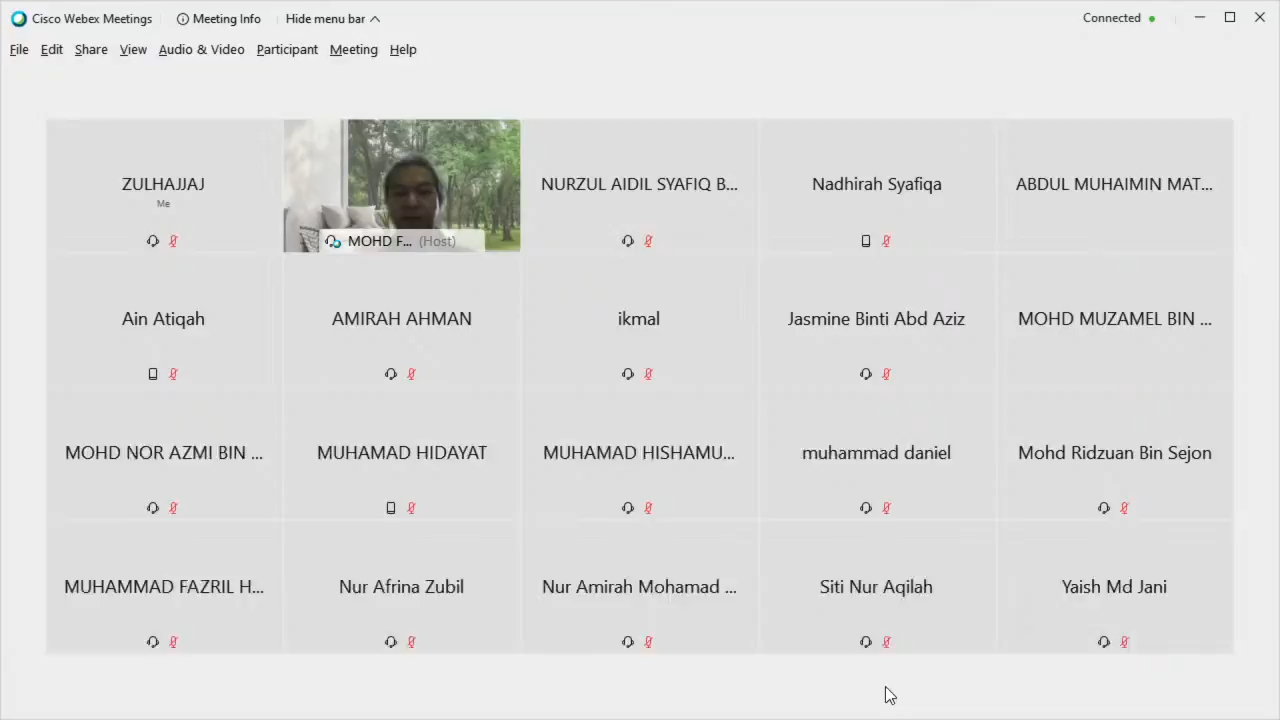 Cisco Webex Meetings
Meeting Info
Hide menu bar
Connected
File Edit Share View Audio & Video Participant Meeting Help
ZULHAJJAJ
Me
MOHD F... (Host)
NURZUL AIDIL SYAFIQ B...
Nadhirah Syafiqa
ABDUL MUHAIMIN MAT...
Ain Atiqah
AMIRAH AHMAN
ikmal
Jasmine Binti Abd Aziz
MOHD MUZAMEL BIN ...
MOHD NOR AZMI BIN ...
MUHAMAD HIDAYAT
MUHAMAD HISHAMU...
muhammad daniel
Mohd Ridzuan Bin Sejon
MUHAMMAD FAZRIL H...
Nur Afrina Zubil
Nur Amirah Mohamad ...
Siti Nur Aqilah
Yaish Md Jani